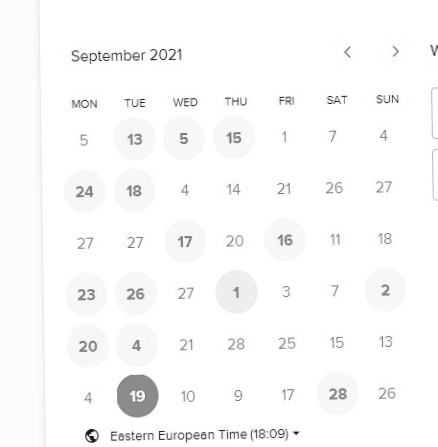 September 2021 < >
MON TUE WED THU FRI SAT SUN
5 13 5 15 1 7 4
24 18 4 14 21 26 27
27 27 17 20 16 11 18
23 26 27 1 3 7 2
20 4 21 28 25 15 13
4 19 10 9 17 28 26
Eastern European Time (18:09)